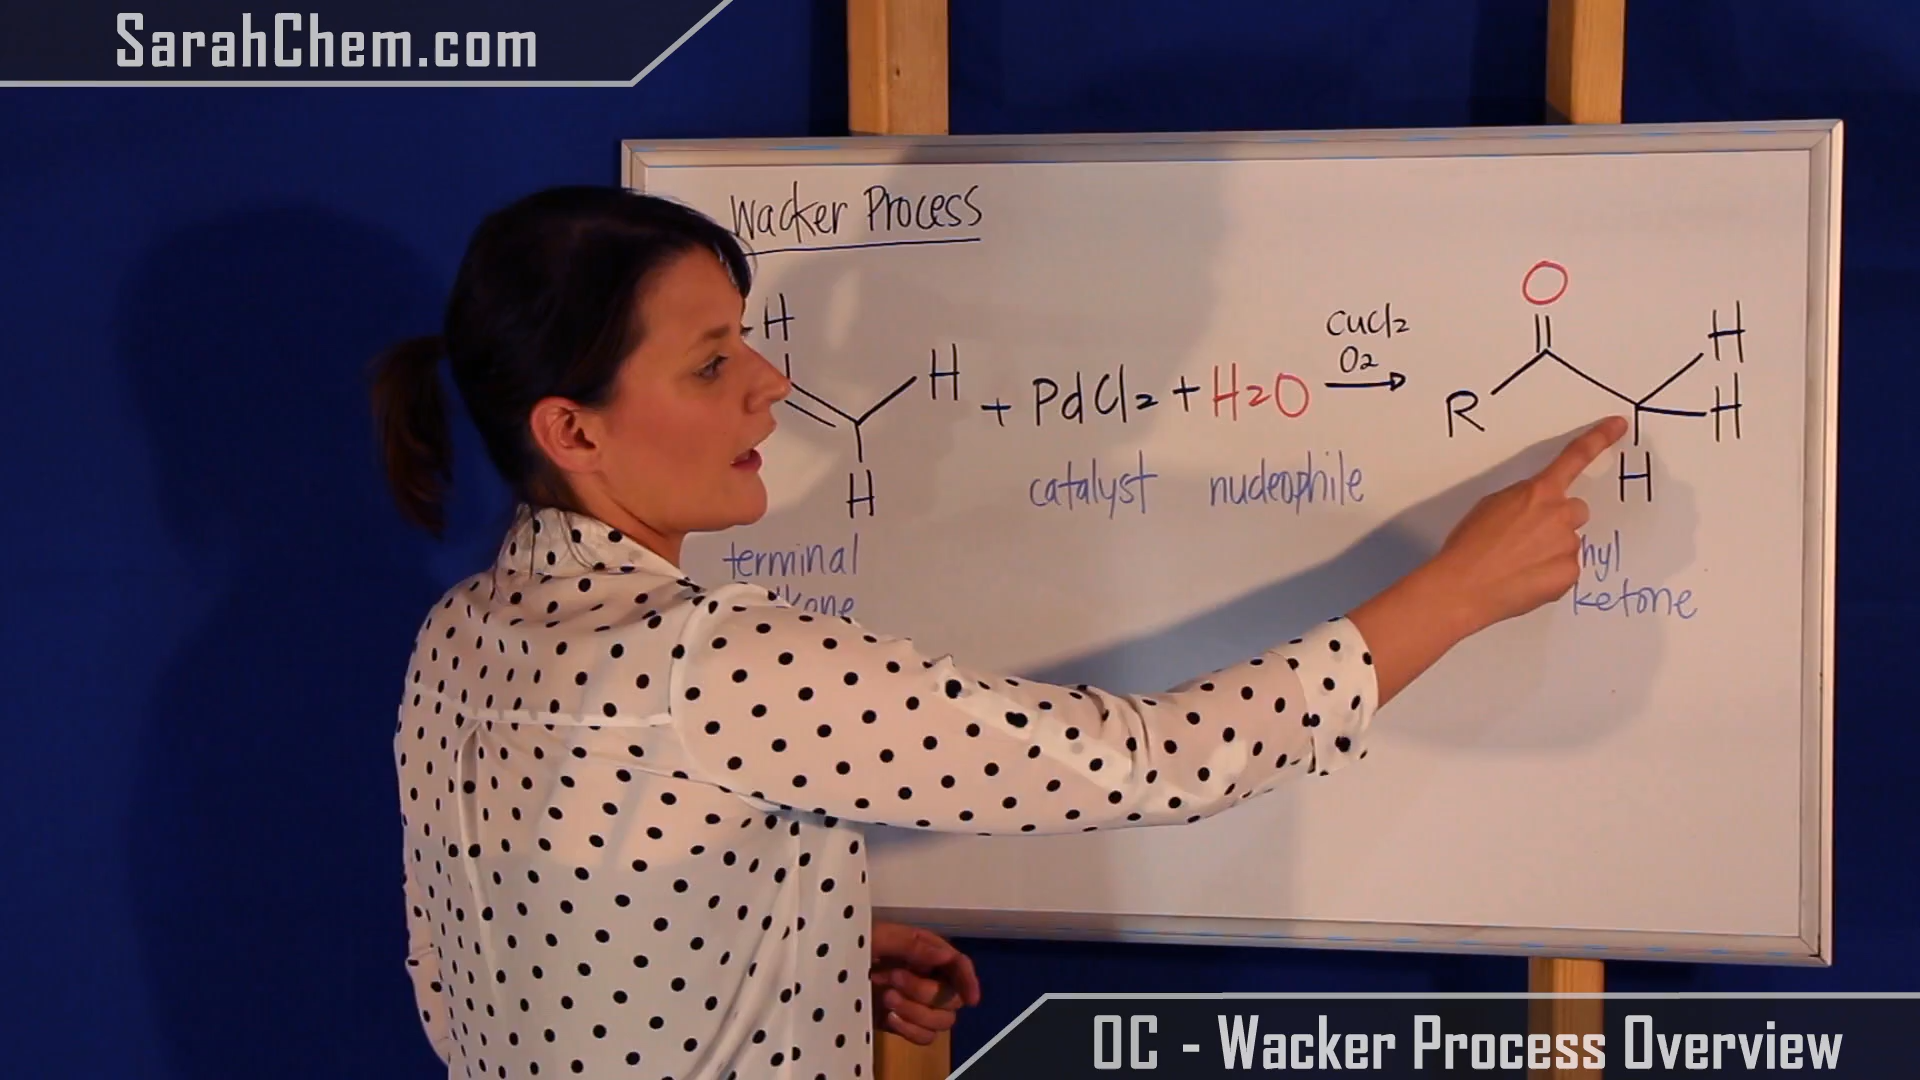 SarahChem.com
Wacker Process
H
H
H
+ PdCl2 + H2O
CuCl2
O2
O
R
H
H
H
catalyst
nucleophile
terminal
ketone
OC - Wacker Process Overview